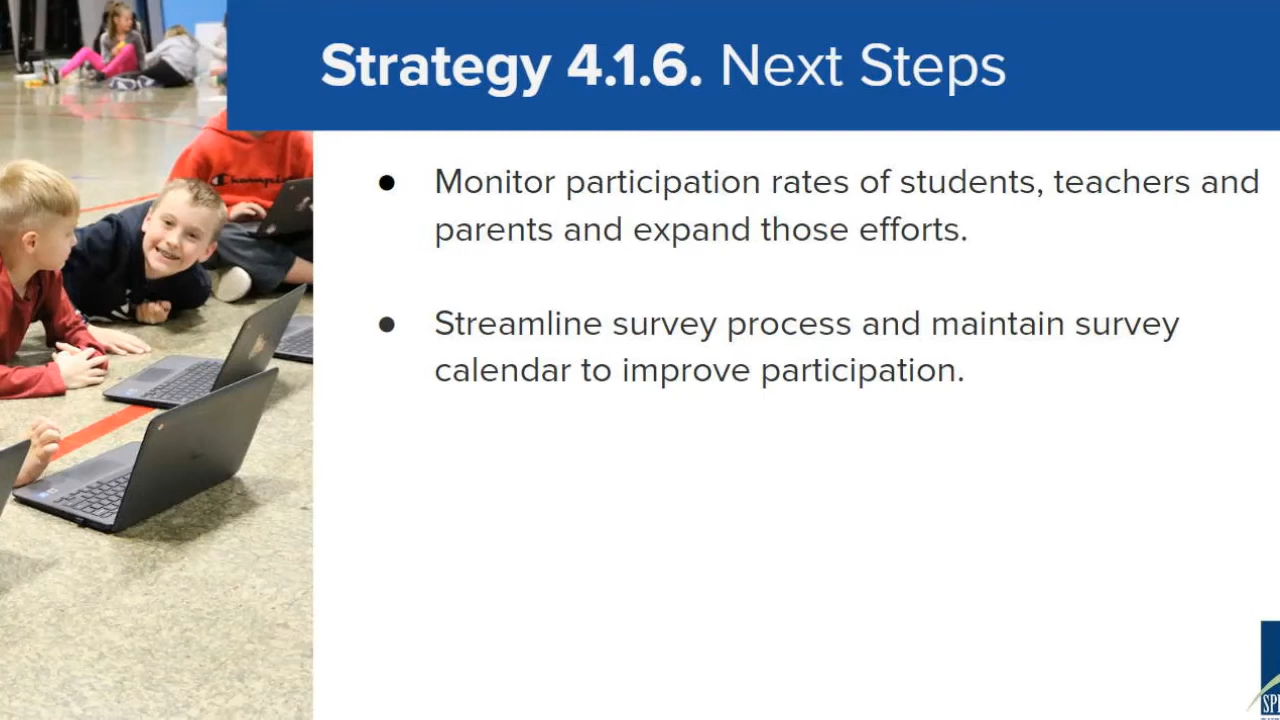 Strategy 4.1.6. Next Steps
● Monitor participation rates of students, teachers and
parents and expand those efforts.
● Streamline survey process and maintain survey
calendar to improve participation.
Champion